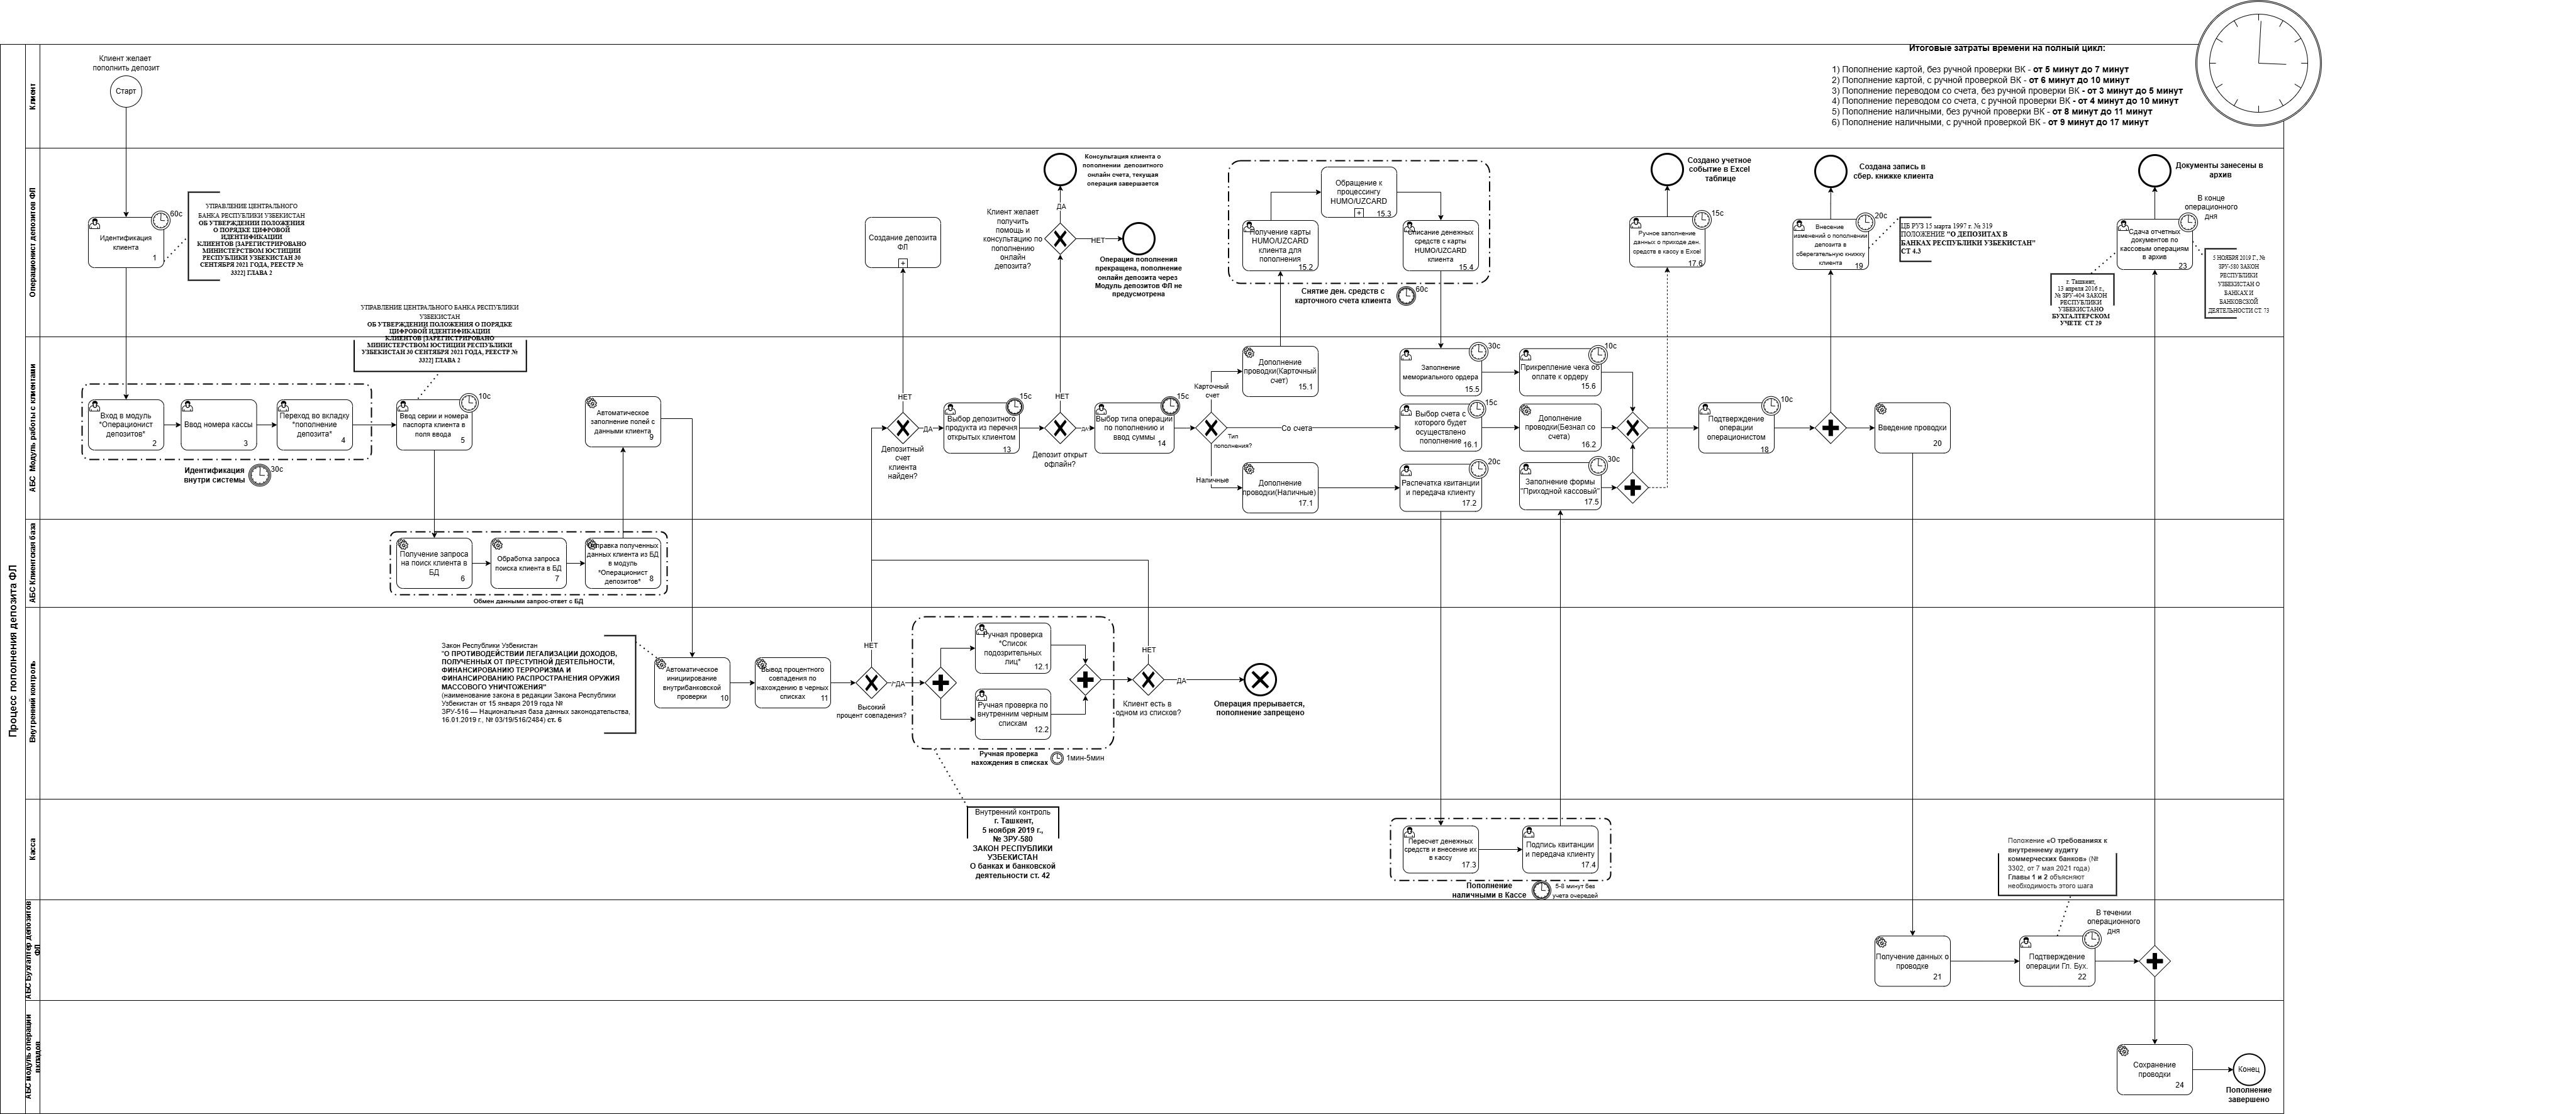 Процесс пополнения депозита ФЛ
Клиент
Клиент желает
пополнить депозит
Старт
Итоговые затраты времени на полный цикл:
1) Пополнение картой, без ручной проверки ВК - от 5 минут до 7 минут
2) Пополнение картой, с ручной проверкой ВК - от 6 минут до 10 минут
3) Пополнение переводом со счета, без ручной проверки ВК - от 3 минут до 5 минут
4) Пополнение переводом со счета, с ручной проверки ВК - от 4 минут до 10 минут
5) Пополнение наличными, без ручной проверки ВК - от 8 минут до 11 минут
6) Пополнение наличными, с ручной проверкой ВК - от 9 минут до 17 минут
Операционист депозитов ФЛ
60с
Идентификация
клиента
1
УПРАВЛЕНИЕ ЦЕНТРАЛЬНОГО
БАНКА РЕСПУБЛИКИ УЗБЕКИСТАН
ОБ УТВЕРЖДЕНИИ ПОЛОЖЕНИЯ
О ПОРЯДКЕ ЦИФРОВОЙ
ИДЕНТИФИКАЦИИ
КЛИЕНТОВ [ЗАРЕГИСТРИРОВАНО
МИНИСТЕРСТВОМ ЮСТИЦИИ
РЕСПУБЛИКИ УЗБЕКИСТАН 30
СЕНТЯБРЯ 2021 ГОДА, РЕЕСТР №
3322] ГЛАВА 2
Создание депозита
ФЛ
Консультация клиента о
пополнении депозитного
онлайн счета, текущая
операция завершается
ДА
Клиент желает
получить
помощь и
консультацию по
пополнению
онлайн
депозита?
НЕТ
Операция пополнения
прекращена, пополнение
онлайн депозита через
Модуль депозитов ФЛ не
предусмотрена
Получение карты
HUMO/UZCARD
клиента для
пополнения
15.2
Обращение к
процессингу
HUMO/UZCARD
15.3
Списание денежных
средств с карты
HUMO/UZCARD
клиента
15.4
Снятие ден. средств с
карточного счета клиента
60с
Создано учетное
событие в Excel
таблице
15с
Ручное заполнение
данных о приходе ден.
средств в кассу в Excel
17.6
Создана запись в
сбер. книжке клиента
20с
Внесение
изменений о пополнении
депозита в
сберегательную книжку
клиента
19
ЦБ РУЗ 15 марта 1997 г. № 319
ПОЛОЖЕНИЕ "О ДЕПОЗИТАХ В
БАНКАХ РЕСПУБЛИКИ УЗБЕКИСТАН"
СТ 4.3
Документы занесены в
архив
В конце
операционного
дня
Сдача отчетных
документов по
кассовым операциям
в архив
23
г. Ташкент,
13 апреля 2016 г.,
№ ЗРУ-404 ЗАКОН
РЕСПУБЛИКИ
УЗБЕКИСТАНО
БУХГАЛТЕРСКОМ
УЧЕТЕ СТ 29
5 НОЯБРЯ 2019 Г., №
ЗРУ-580 ЗАКОН
РЕСПУБЛИКИ
УЗБЕКИСТАН О
БАНКАХ И
БАНКОВСКОЙ
ДЕЯТЕЛЬНОСТИ СТ 73
АБС Модуль работы с клиентами
УПРАВЛЕНИЕ ЦЕНТРАЛЬНОГО БАНКА РЕСПУБЛИКИ
УЗБЕКИСТАН
ОБ УТВЕРЖДЕНИИ ПОЛОЖЕНИЯ О ПОРЯДКЕ
ЦИФРОВОЙ ИДЕНТИФИКАЦИИ
КЛИЕНТОВ [ЗАРЕГИСТРИРОВАНО
МИНИСТЕРСТВОМ ЮСТИЦИИ РЕСПУБЛИКИ
УЗБЕКИСТАН 30 СЕНТЯБРЯ 2021 ГОДА, РЕЕСТР №
3322] ГЛАВА 2
Вход в модуль
*Операционист
депозитов*
2
Ввод номера кассы
3
Переход во вкладку
*пополнение
депозита*
4
Идентификация
внутри системы
30с
10с
Ввод серии и номера
паспорта клиента в
поля ввода
5
Автоматическое
заполнение полей с
данными клиента
9
НЕТ
ДА
Депозитный
счет
клиента
найден?
15с
Выбор депозитного
продукта из перечня
открытых клиентом
13
НЕТ
ДА
Депозит открыт
офлайн?
15с
Выбор типа операции
по пополнению и
ввод суммы
14
Карточный
счет
Тип
пополнения?
Со счета
Наличные
Дополнение
проводки(Карточный
счет)
15.1
Дополнение
проводки(Наличные)
17.1
30с
Заполнение
мемориального ордера
15.5
10с
Прикрепление чека об
оплате к ордеру
15.6
15с
Выбор счета с
которого будет
осуществлено
пополнение
16.1
Дополнение
проводки(Безнал со
счета)
16.2
20с
Распечатка квитанции
и передача клиенту
17.2
30с
Заполнение формы
"Приходной кассовый"
17.5
10с
Подтверждение
операции
операционистом
18
Введение проводки
20
АБС Клиентская база
Получение запроса
на поиск клиента в
БД
6
Обработка запроса
поиска клиента в БД
7
Отправка полученных
данных клиента из БД
в модуль
*Операционист
депозитов*
8
Обмен данными запрос-ответ с БД
Внутренний контроль
Закон Республики Узбекистан
"О ПРОТИВОДЕЙСТВИИ ЛЕГАЛИЗАЦИИ ДОХОДОВ,
ПОЛУЧЕННЫХ ОТ ПРЕСТУПНОЙ ДЕЯТЕЛЬНОСТИ,
ФИНАНСИРОВАНИЮ ТЕРРОРИЗМА И
ФИНАНСИРОВАНИЮ РАСПРОСТРАНЕНИЯ ОРУЖИЯ
МАССОВОГО УНИЧТОЖЕНИЯ"
(наименование закона в редакции Закона Республики
Узбекистан от 15 января 2019 года №
ЗРУ-516 — Национальная база данных законодательства,
16.01.2019 г., № 03/19/516/2484) ст. 6
Автоматическое
инициирование
внутрибанковской
проверки
10
Вывод процентного
совпадения по
нахождению в черных
списках
11
НЕТ
ДА
Высокий
процент совпадения?
Ручная проверка
*Список
подозрительных
лиц*
12.1
Ручная проверка по
внутренним черным
спискам
12.2
Ручная проверка
нахождения в списках
1мин-5мин
НЕТ
ДА
Клиент есть в
одном из списков?
Операция прерывается,
пополнение запрещено
Касса
Внутренний контроль
г. Ташкент,
5 ноября 2019 г.,
№ ЗРУ-580
ЗАКОН РЕСПУБЛИКИ
УЗБЕКИСТАН
О банках и банковской
деятельности ст. 42
Пересчет денежных
средств и внесение их
в кассу
17.3
Подпись квитанции
и передача клиенту
17.4
Пополнение
наличными в Кассе
5-8 минут без
учета очередей
Положение «О требованиях к
внутреннему аудиту
коммерческих банков» (№
3302, от 7 мая 2021 года)
Главы 1 и 2 объясняют
необходимость этого шага
АБС Бухгалтер депозитов
ФЛ
Получение данных о
проводке
21
В течении
операционного
дня
Подтверждение
операции Гл. Бух.
22
АБС модуль операции
вкладов
Сохранение
проводки
24
Конец
Пополнение
завершено